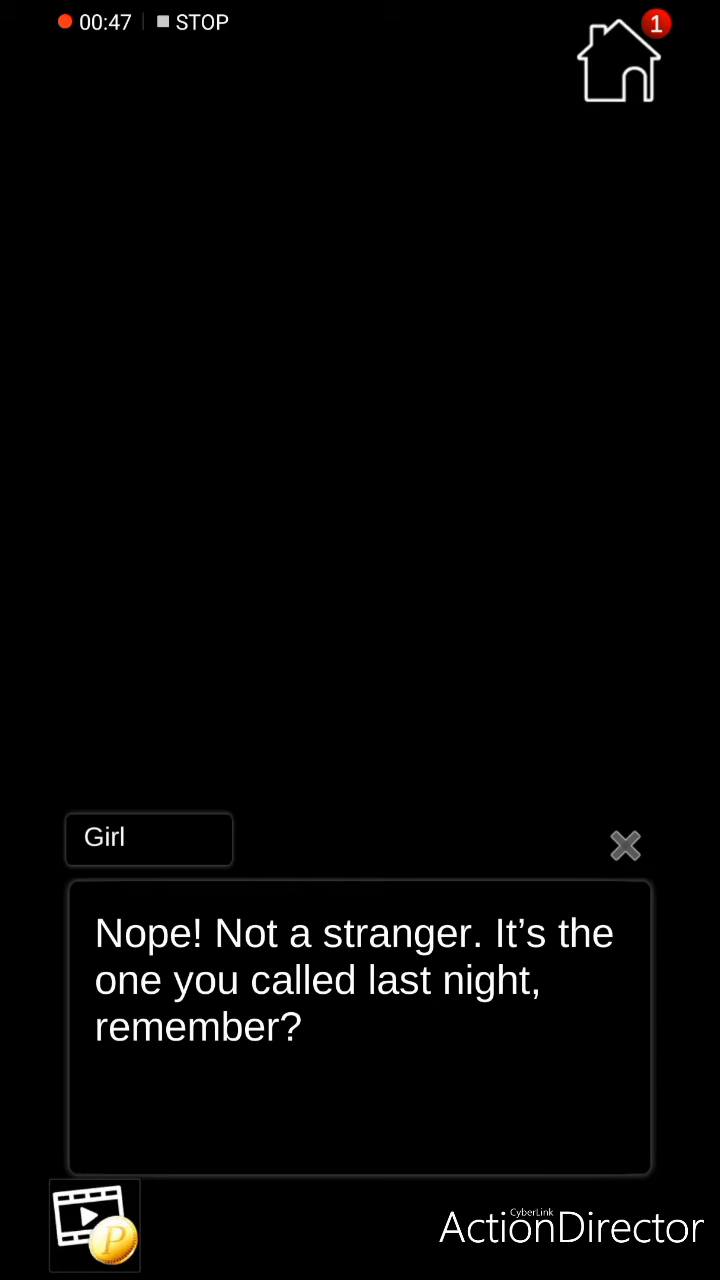 00:47 STOP
1
Girl
Nope! Not a stranger. It’s the
one you called last night,
remember?
P
CyberLink
ActionDirector